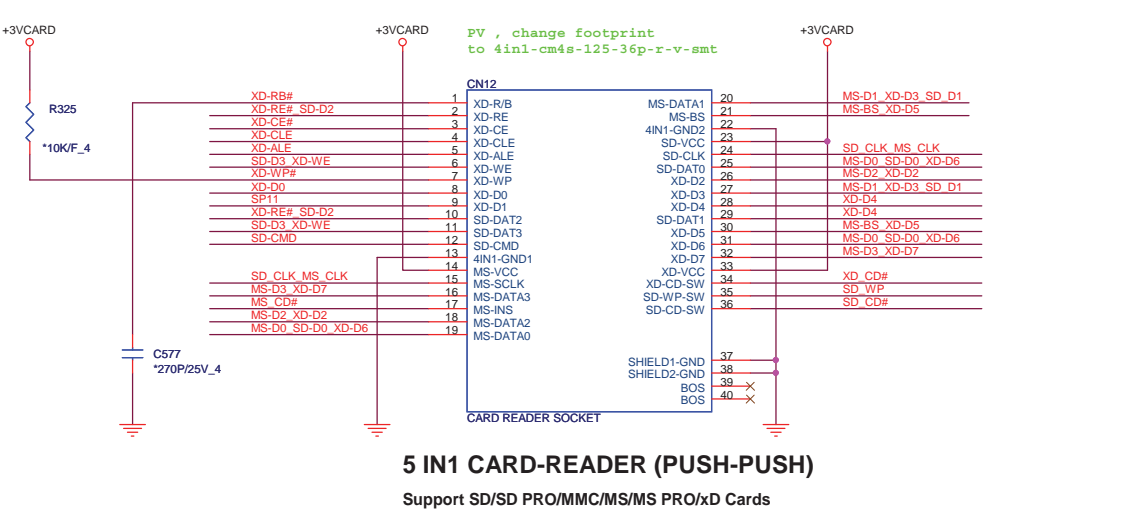 +3VCARD
+3VCARD
+3VCARD
PV , change footprint
to 4in1-cm4s-125-36p-r-v-smt
R325
*10K/F_4
C577
*270P/25V_4
CN12
XD-RB# 1 XD-R/B
XD-RE#_SD-D2 2 XD-RE
XD-CE# 3 XD-CE
XD-CLE 4 XD-CLE
XD-ALE 5 XD-ALE
SD-D3_XD-WE 6 XD-WE
XD-WP# 7 XD-WP
XD-D0 8 XD-D0
SP11 9 XD-D1
XD-RE#_SD-D2 10 SD-DAT2
SD-D3_XD-WE 11 SD-DAT3
SD-CMD 12 SD-CMD
13 4IN1-GND1
14 MS-VCC
SD_CLK_MS_CLK 15 MS-SCLK
MS-D3_XD-D7 16 MS-DATA3
MS_CD# 17 MS-INS
MS-D2_XD-D2 18 MS-DATA2
MS-D0_SD-D0_XD-D6 19 MS-DATA0
MS-DATA1 20 MS-D1_XD-D3_SD_D1
MS-BS 21 MS-BS_XD-D5
4IN1-GND2 22
SD-VCC 23
SD-CLK 24 SD_CLK_MS_CLK
SD-DAT0 25 MS-D0_SD-D0_XD-D6
XD-D2 26 MS-D2_XD-D2
XD-D3 27 MS-D1_XD-D3_SD_D1
XD-D4 28 XD-D4
SD-DAT1 29 XD-D4
XD-D5 30 MS-BS_XD-D5
XD-D6 31 MS-D0_SD-D0_XD-D6
XD-D7 32 MS-D3_XD-D7
XD-VCC 33
XD-CD-SW 34 XD_CD#
SD-WP-SW 35 SD_WP
SD-CD-SW 36 SD_CD#
SHIELD1-GND 37
SHIELD2-GND 38
BOS 39
BOS 40
CARD READER SOCKET
5 IN1 CARD-READER (PUSH-PUSH)
Support SD/SD PRO/MMC/MS/MS PRO/xD Cards